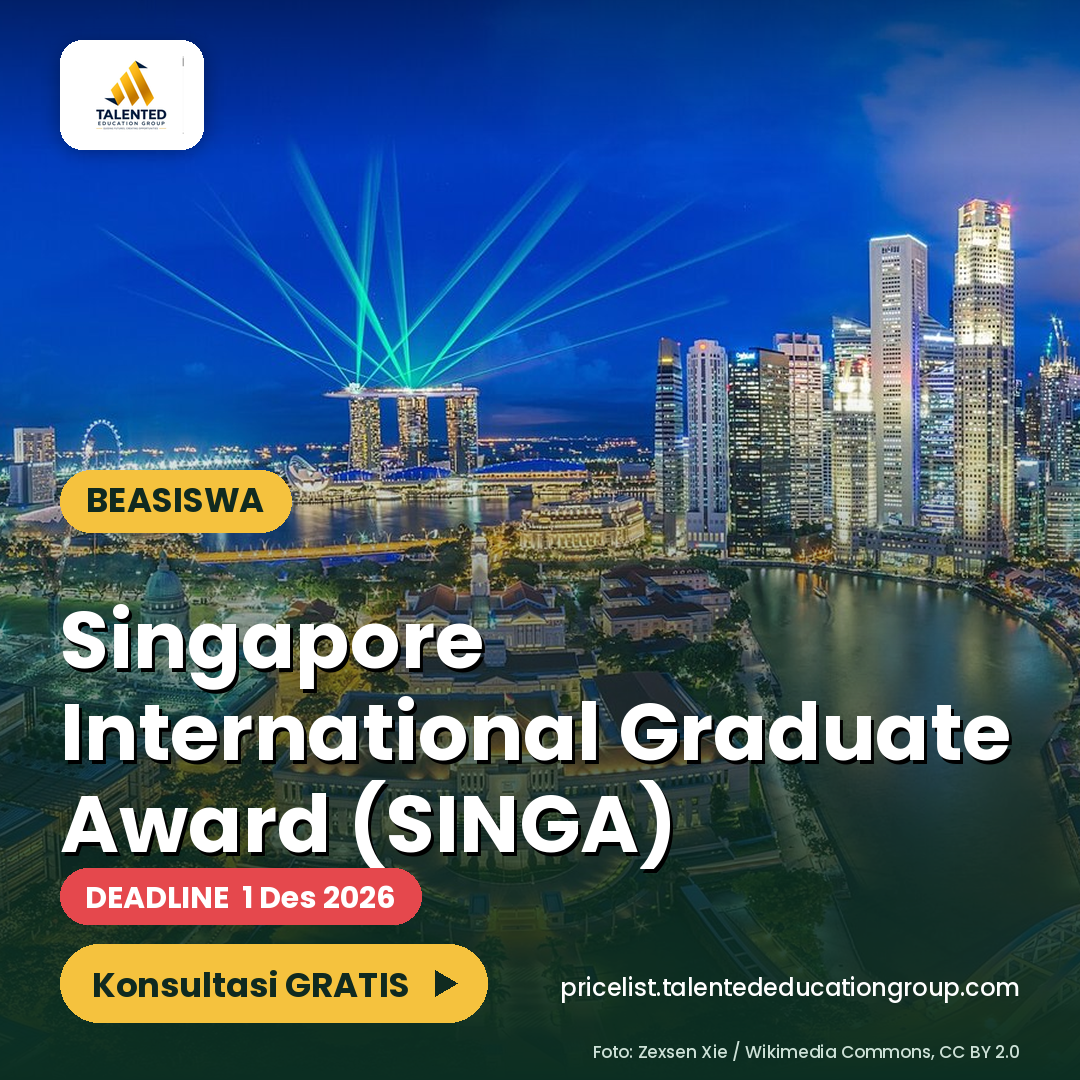 TALENTED
EDUCATION GROUP
BEASISWA
Singapore
International Graduate
Award (SINGA)
DEADLINE 1 Des 2026
Konsultasi GRATIS
pricelist.talentededucationgroup.com
Foto: Zexsen Xie / Wikimedia Commons, CC BY 2.0